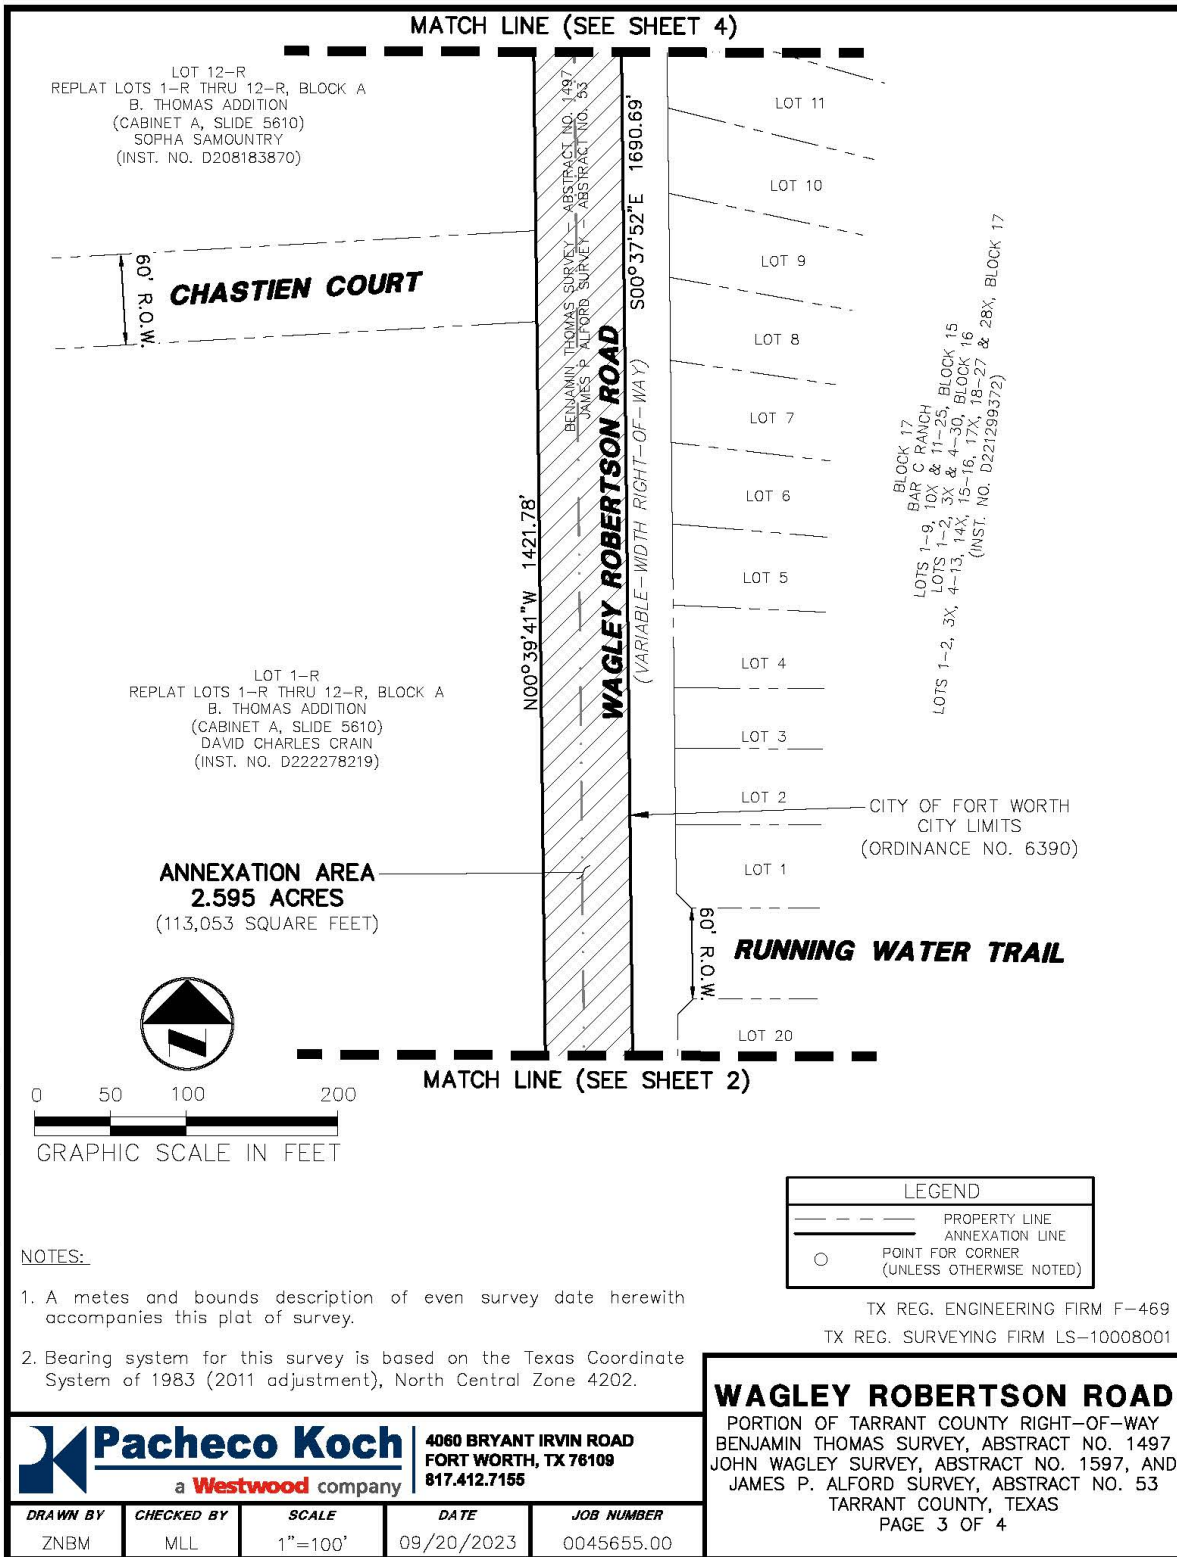 MATCH LINE (SEE SHEET 4)
LOT 12-R
REPLAT LOTS 1-R THRU 12-R, BLOCK A
B. THOMAS ADDITION
(CABINET A, SLIDE 5610)
SOPHA SAMOUNTRY
(INST. NO. D208183870)
60' R.O.W.
CHASTIEN COURT
BENJAMIN THOMAS SURVEY - ABSTRACT NO. 1497
JAMES P ALFORD SURVEY - ABSTRACT NO. 53
S00°37'52"E 1690.69'
WAGLEY ROBERTSON ROAD
(VARIABLE-WIDTH RIGHT-OF-WAY)
N00°39'41"W 1421.78'
LOT 11
LOT 10
LOT 9
LOT 8
LOT 7
LOT 6
LOT 5
LOT 4
LOT 3
LOT 2
LOT 1
BLOCK 17
BAR C RANCH
LOTS 1-9, 10X & 11-25, BLOCK 15
LOTS 1-2, 3X & 4-30, BLOCK 16
LOTS 1-2, 3X, 4-13, 14X, 15-16, 17X, 18-27 & 28X, BLOCK 17
(INST. NO. D221299372)
LOT 1-R
REPLAT LOTS 1-R THRU 12-R, BLOCK A
B. THOMAS ADDITION
(CABINET A, SLIDE 5610)
DAVID CHARLES CRAIN
(INST. NO. D222278219)
CITY OF FORT WORTH
CITY LIMITS
(ORDINANCE NO. 6390)
ANNEXATION AREA
2.595 ACRES
(113,053 SQUARE FEET)
60' R.O.W.
RUNNING WATER TRAIL
LOT 20
MATCH LINE (SEE SHEET 2)
N
0 50 100 200
GRAPHIC SCALE IN FEET
LEGEND
PROPERTY LINE
ANNEXATION LINE
POINT FOR CORNER
(UNLESS OTHERWISE NOTED)
NOTES:
1. A metes and bounds description of even survey date herewith
accompanies this plat of survey.
2. Bearing system for this survey is based on the Texas Coordinate
System of 1983 (2011 adjustment), North Central Zone 4202.
TX REG. ENGINEERING FIRM F-469
TX REG. SURVEYING FIRM LS-10008001
Pacheco Koch
a Westwood company
4060 BRYANT IRVIN ROAD
FORT WORTH, TX 76109
817.412.7155
DRAWN BY CHECKED BY SCALE DATE JOB NUMBER
ZNBM MLL 1"=100' 09/20/2023 0045655.00
WAGLEY ROBERTSON ROAD
PORTION OF TARRANT COUNTY RIGHT-OF-WAY
BENJAMIN THOMAS SURVEY, ABSTRACT NO. 1497
JOHN WAGLEY SURVEY, ABSTRACT NO. 1597, AND
JAMES P. ALFORD SURVEY, ABSTRACT NO. 53
TARRANT COUNTY, TEXAS
PAGE 3 OF 4